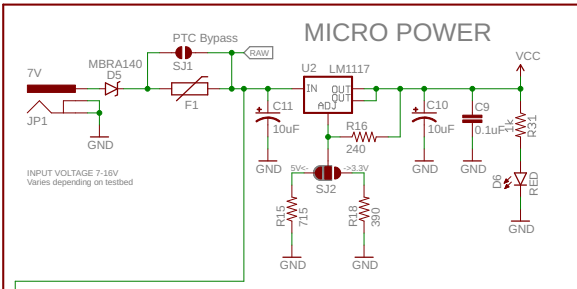 MICRO POWER
PTC Bypass
SJ1
RAW
MBRA140
D5
7V
JP1
GND
F1
C11
10uF
GND
U2 LM1117
IN OUT
OUT
ADJ
R16
240
C10
10uF
GND
C9
0.1uF
GND
VCC
1k
R31
D6
RED
GND
INPUT VOLTAGE 7-16V
Varies depending on testbed
5V<- ->3.3V
SJ2
R15
715
GND
R18
390
GND